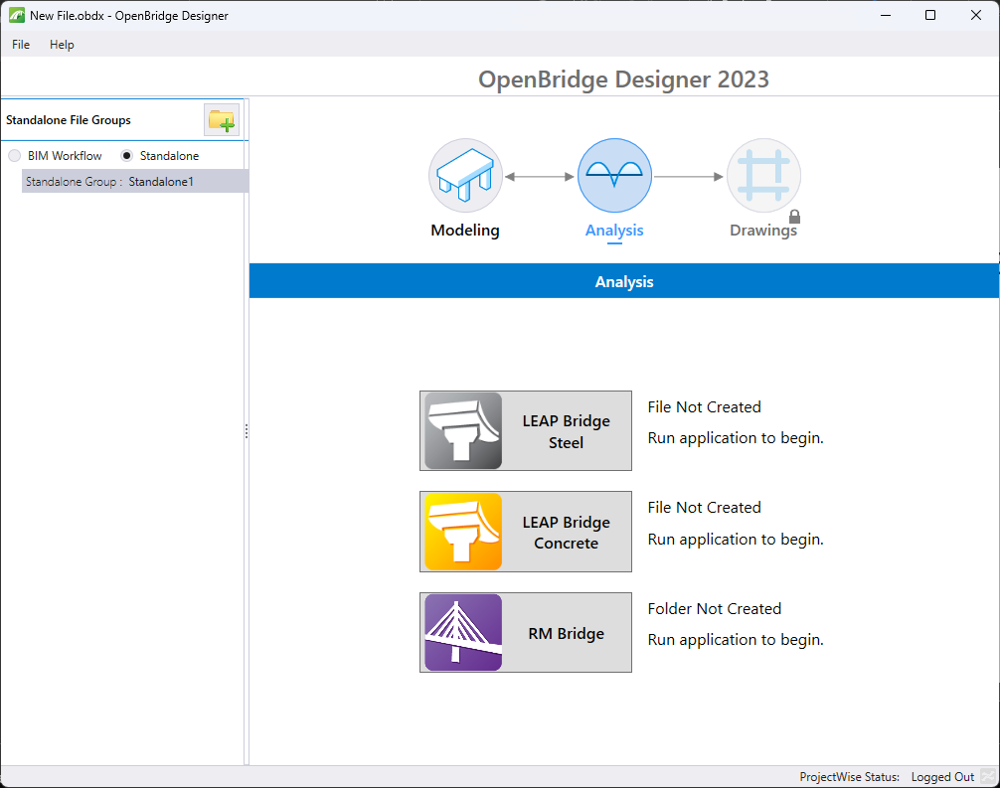 New File.obdx - OpenBridge Designer
File Help
OpenBridge Designer 2023
Standalone File Groups
BIM Workflow Standalone
Standalone Group : Standalone1
Modeling Analysis Drawings
Analysis
LEAP Bridge Steel
File Not Created
Run application to begin.
LEAP Bridge Concrete
File Not Created
Run application to begin.
RM Bridge
Folder Not Created
Run application to begin.
ProjectWise Status: Logged Out